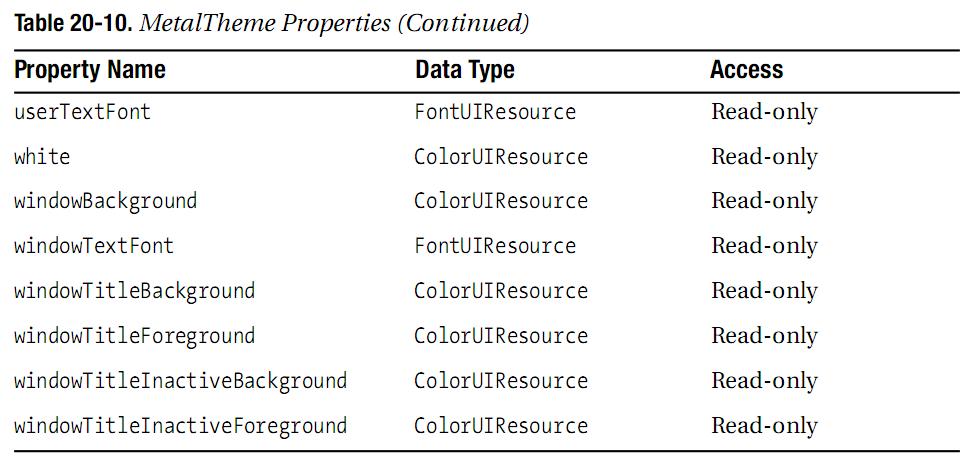 Table 20-10. MetalTheme Properties (Continued)
Property Name Data Type Access
userTextFont FontUIResource Read-only
white ColorUIResource Read-only
windowBackground ColorUIResource Read-only
windowTextFont FontUIResource Read-only
windowTitleBackground ColorUIResource Read-only
windowTitleForeground ColorUIResource Read-only
windowTitleInactiveBackground ColorUIResource Read-only
windowTitleInactiveForeground ColorUIResource Read-only